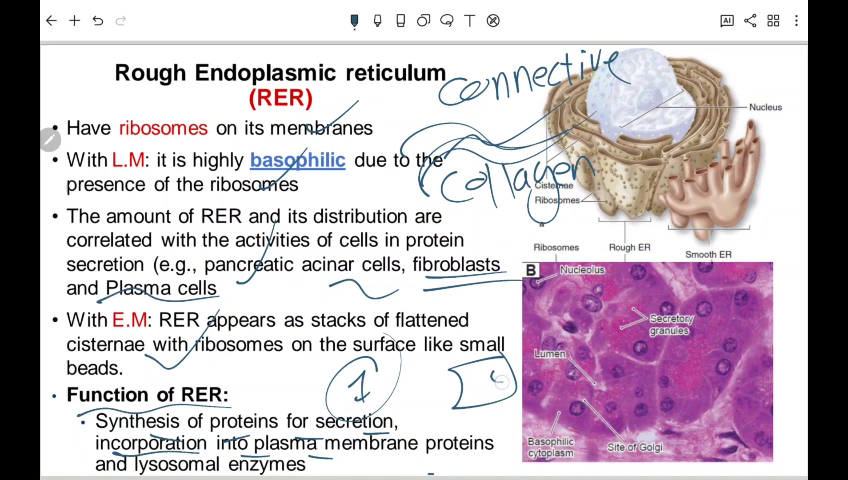 AI
T
Rough Endoplasmic reticulum
(RER)
• Have ribosomes on its membranes
• With L.M: it is highly basophilic due to the
presence of the ribosomes
• The amount of RER and its distribution are
correlated with the activities of cells in protein
secretion (e.g., pancreatic acinar cells, fibroblasts
and Plasma cells
• With E.M: RER appears as stacks of flattened
cisternae with ribosomes on the surface like small
beads.
• Function of RER:
• Synthesis of proteins for secretion,
incorporation into plasma membrane proteins
and lysosomal enzymes
1
connective
collagen
Nucleus
Cisternae
Ribosomes
a
Ribosomes
Rough ER
Smooth ER
B
Nucleolus
Secretory
granules
Lumen
Basophilic
cytoplasm
Site of Golgi